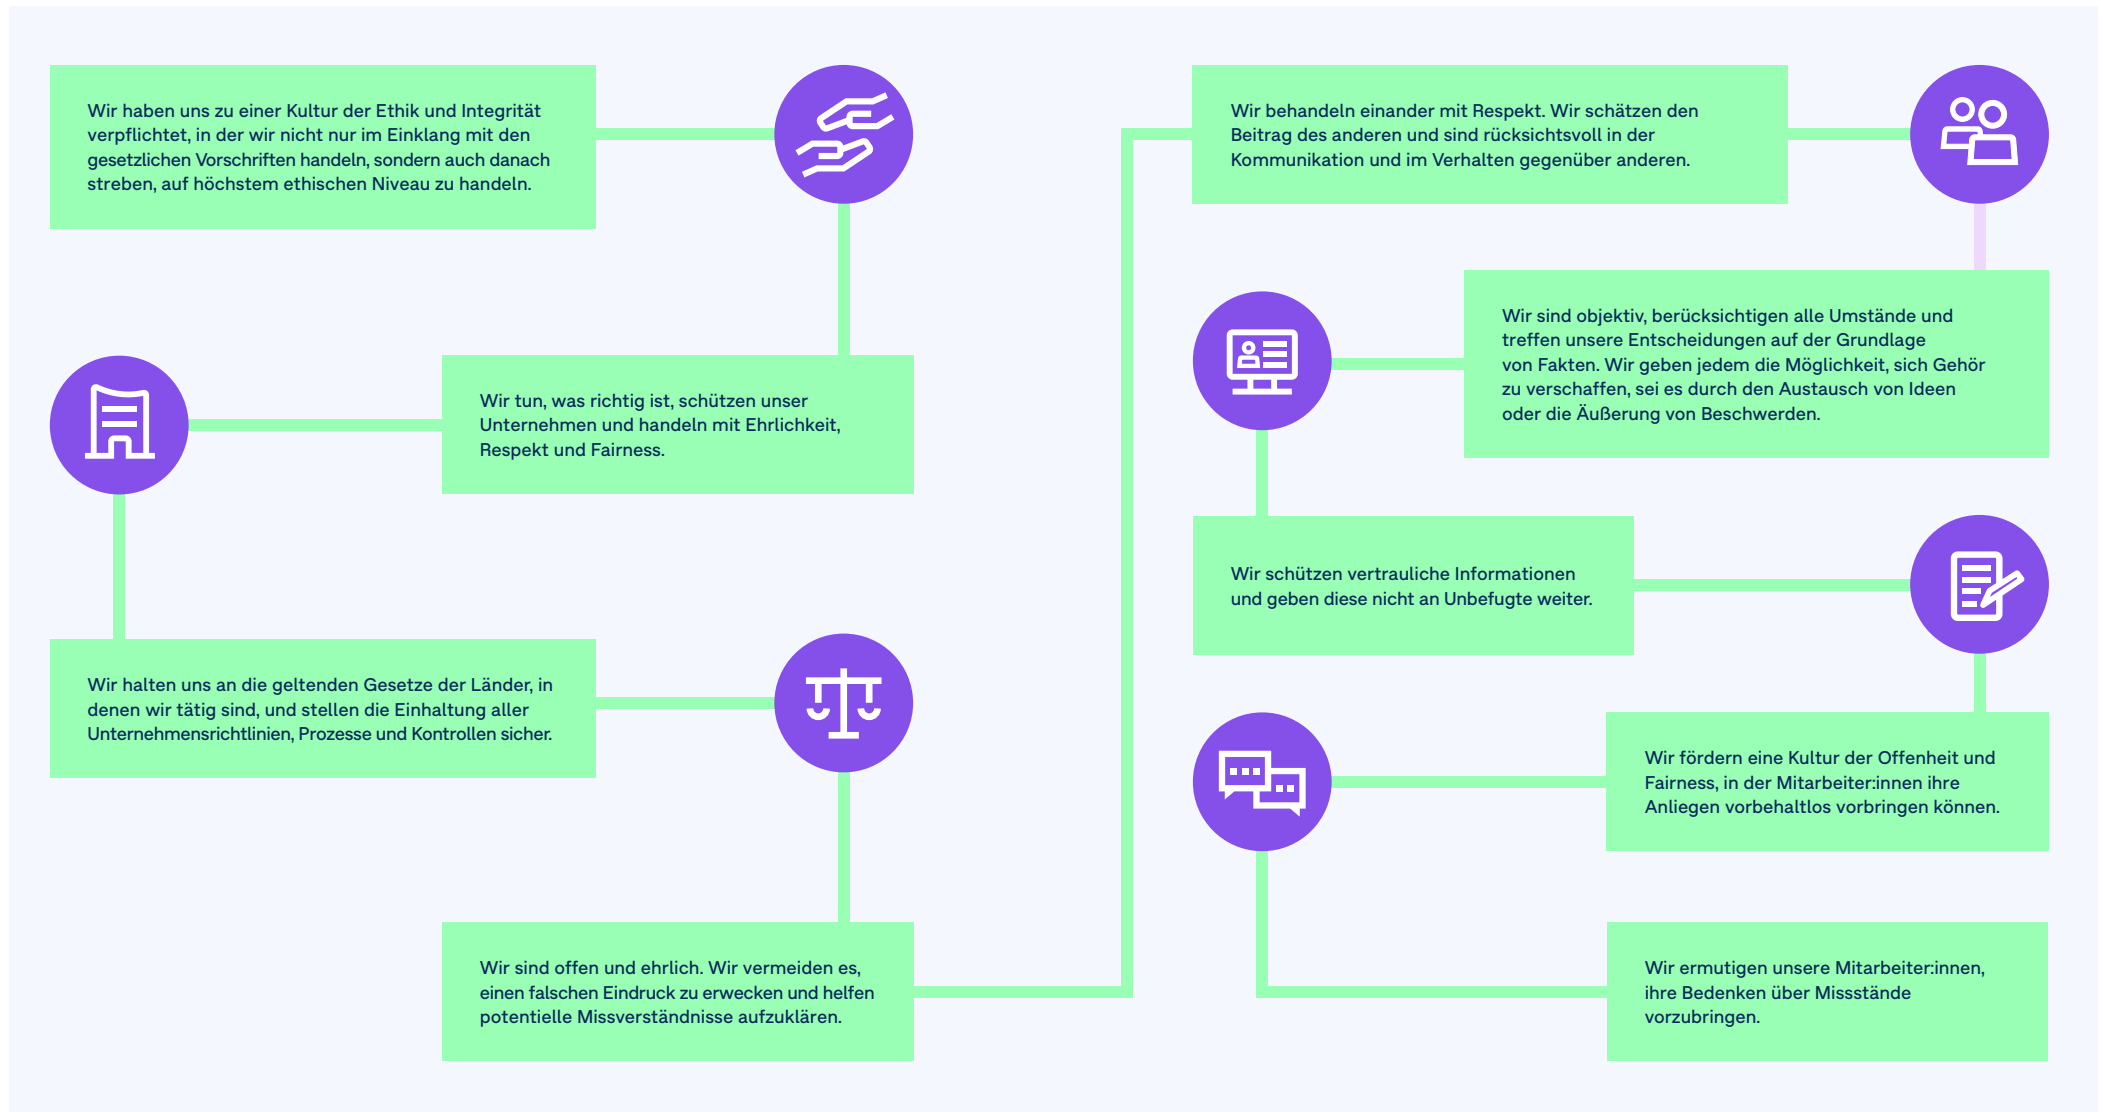 Wir haben uns zu einer Kultur der Ethik und Integrität
verpflichtet, in der wir nicht nur im Einklang mit den
gesetzlichen Vorschriften handeln, sondern auch danach
streben, auf höchstem ethischen Niveau zu handeln.
Wir tun, was richtig ist, schützen unser
Unternehmen und handeln mit Ehrlichkeit,
Respekt und Fairness.
Wir halten uns an die geltenden Gesetze der Länder, in
denen wir tätig sind, und stellen die Einhaltung aller
Unternehmensrichtlinien, Prozesse und Kontrollen sicher.
Wir sind offen und ehrlich. Wir vermeiden es,
einen falschen Eindruck zu erwecken und helfen
potentielle Missverständnisse aufzuklären.
Wir behandeln einander mit Respekt. Wir schätzen den
Beitrag des anderen und sind rücksichtsvoll in der
Kommunikation und im Verhalten gegenüber anderen.
Wir sind objektiv, berücksichtigen alle Umstände und
treffen unsere Entscheidungen auf der Grundlage
von Fakten. Wir geben jedem die Möglichkeit, sich Gehör
zu verschaffen, sei es durch den Austausch von Ideen
oder die Äußerung von Beschwerden.
Wir schützen vertrauliche Informationen
und geben diese nicht an Unbefugte weiter.
Wir fördern eine Kultur der Offenheit und
Fairness, in der Mitarbeiter:innen ihre
Anliegen vorbehaltlos vorbringen können.
Wir ermutigen unsere Mitarbeiter:innen,
ihre Bedenken über Missstände
vorzubringen.